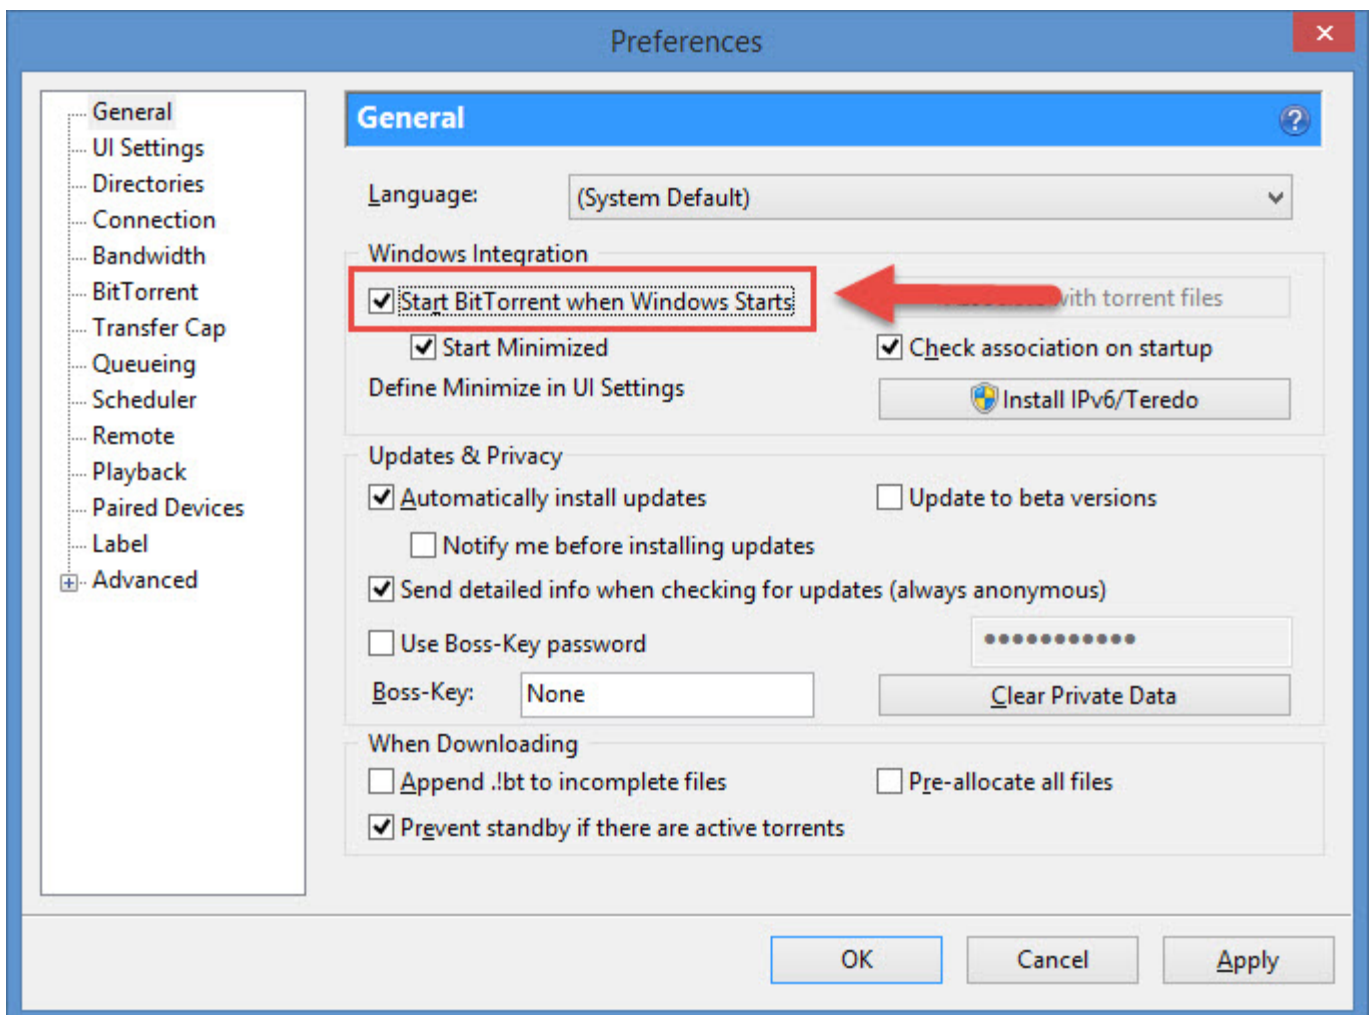 Preferences
General
UI Settings
Directories
Connection
Bandwidth
BitTorrent
Transfer Cap
Queueing
Scheduler
Remote
Playback
Paired Devices
Label
Advanced
General
Language: (System Default)
Windows Integration
Start BitTorrent when Windows Starts
with torrent files
Start Minimized
Check association on startup
Define Minimize in UI Settings
Install IPv6/Teredo
Updates & Privacy
Automatically install updates
Update to beta versions
Notify me before installing updates
Send detailed info when checking for updates (always anonymous)
Use Boss-Key password
Boss-Key: None
Clear Private Data
When Downloading
Append .!bt to incomplete files
Pre-allocate all files
Prevent standby if there are active torrents
OK
Cancel
Apply